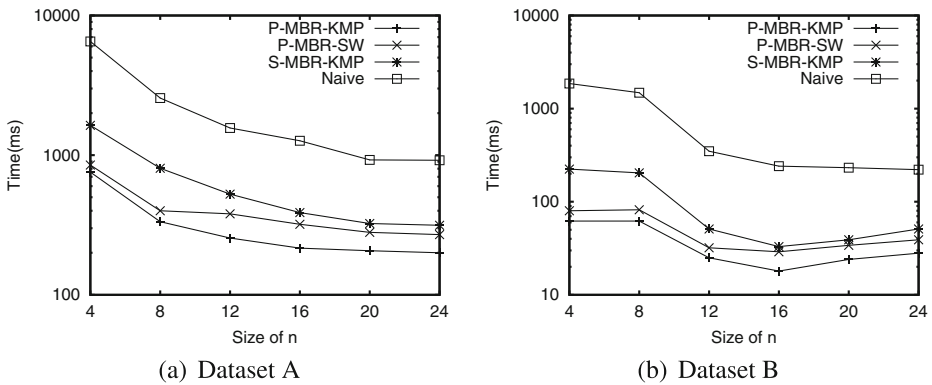 10000
1000
100
Time(ms)
4 8 12 16 20 24
Size of n
P-MBR-KMP
P-MBR-SW
S-MBR-KMP
Naive
(a) Dataset A
10000
1000
100
10
Time(ms)
4 8 12 16 20 24
Size of n
P-MBR-KMP
P-MBR-SW
S-MBR-KMP
Naive
(b) Dataset B